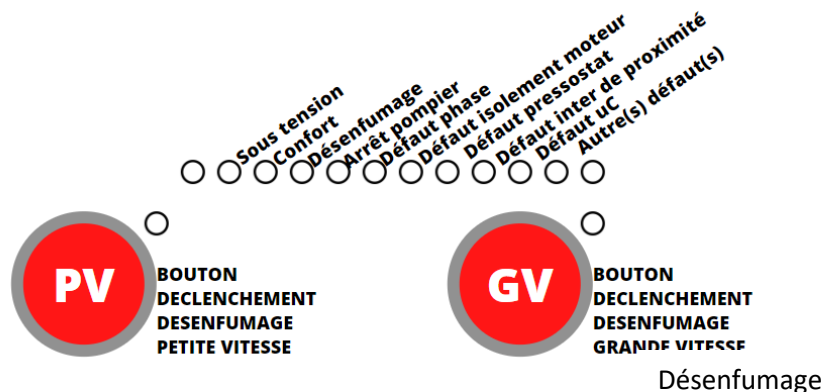 Sous tension
Confort
Désenfumage
Arrêt pompier
Défaut phase
Défaut isolement moteur
Défaut pressostat
Défaut inter de proximité
Défaut uC
Autre(s) défaut(s)
PV
BOUTON
DECLENCHEMENT
DESENFUMAGE
PETITE VITESSE
GV
BOUTON
DECLENCHEMENT
DESENFUMAGE
GRANDE VITESSE
Désenfumage